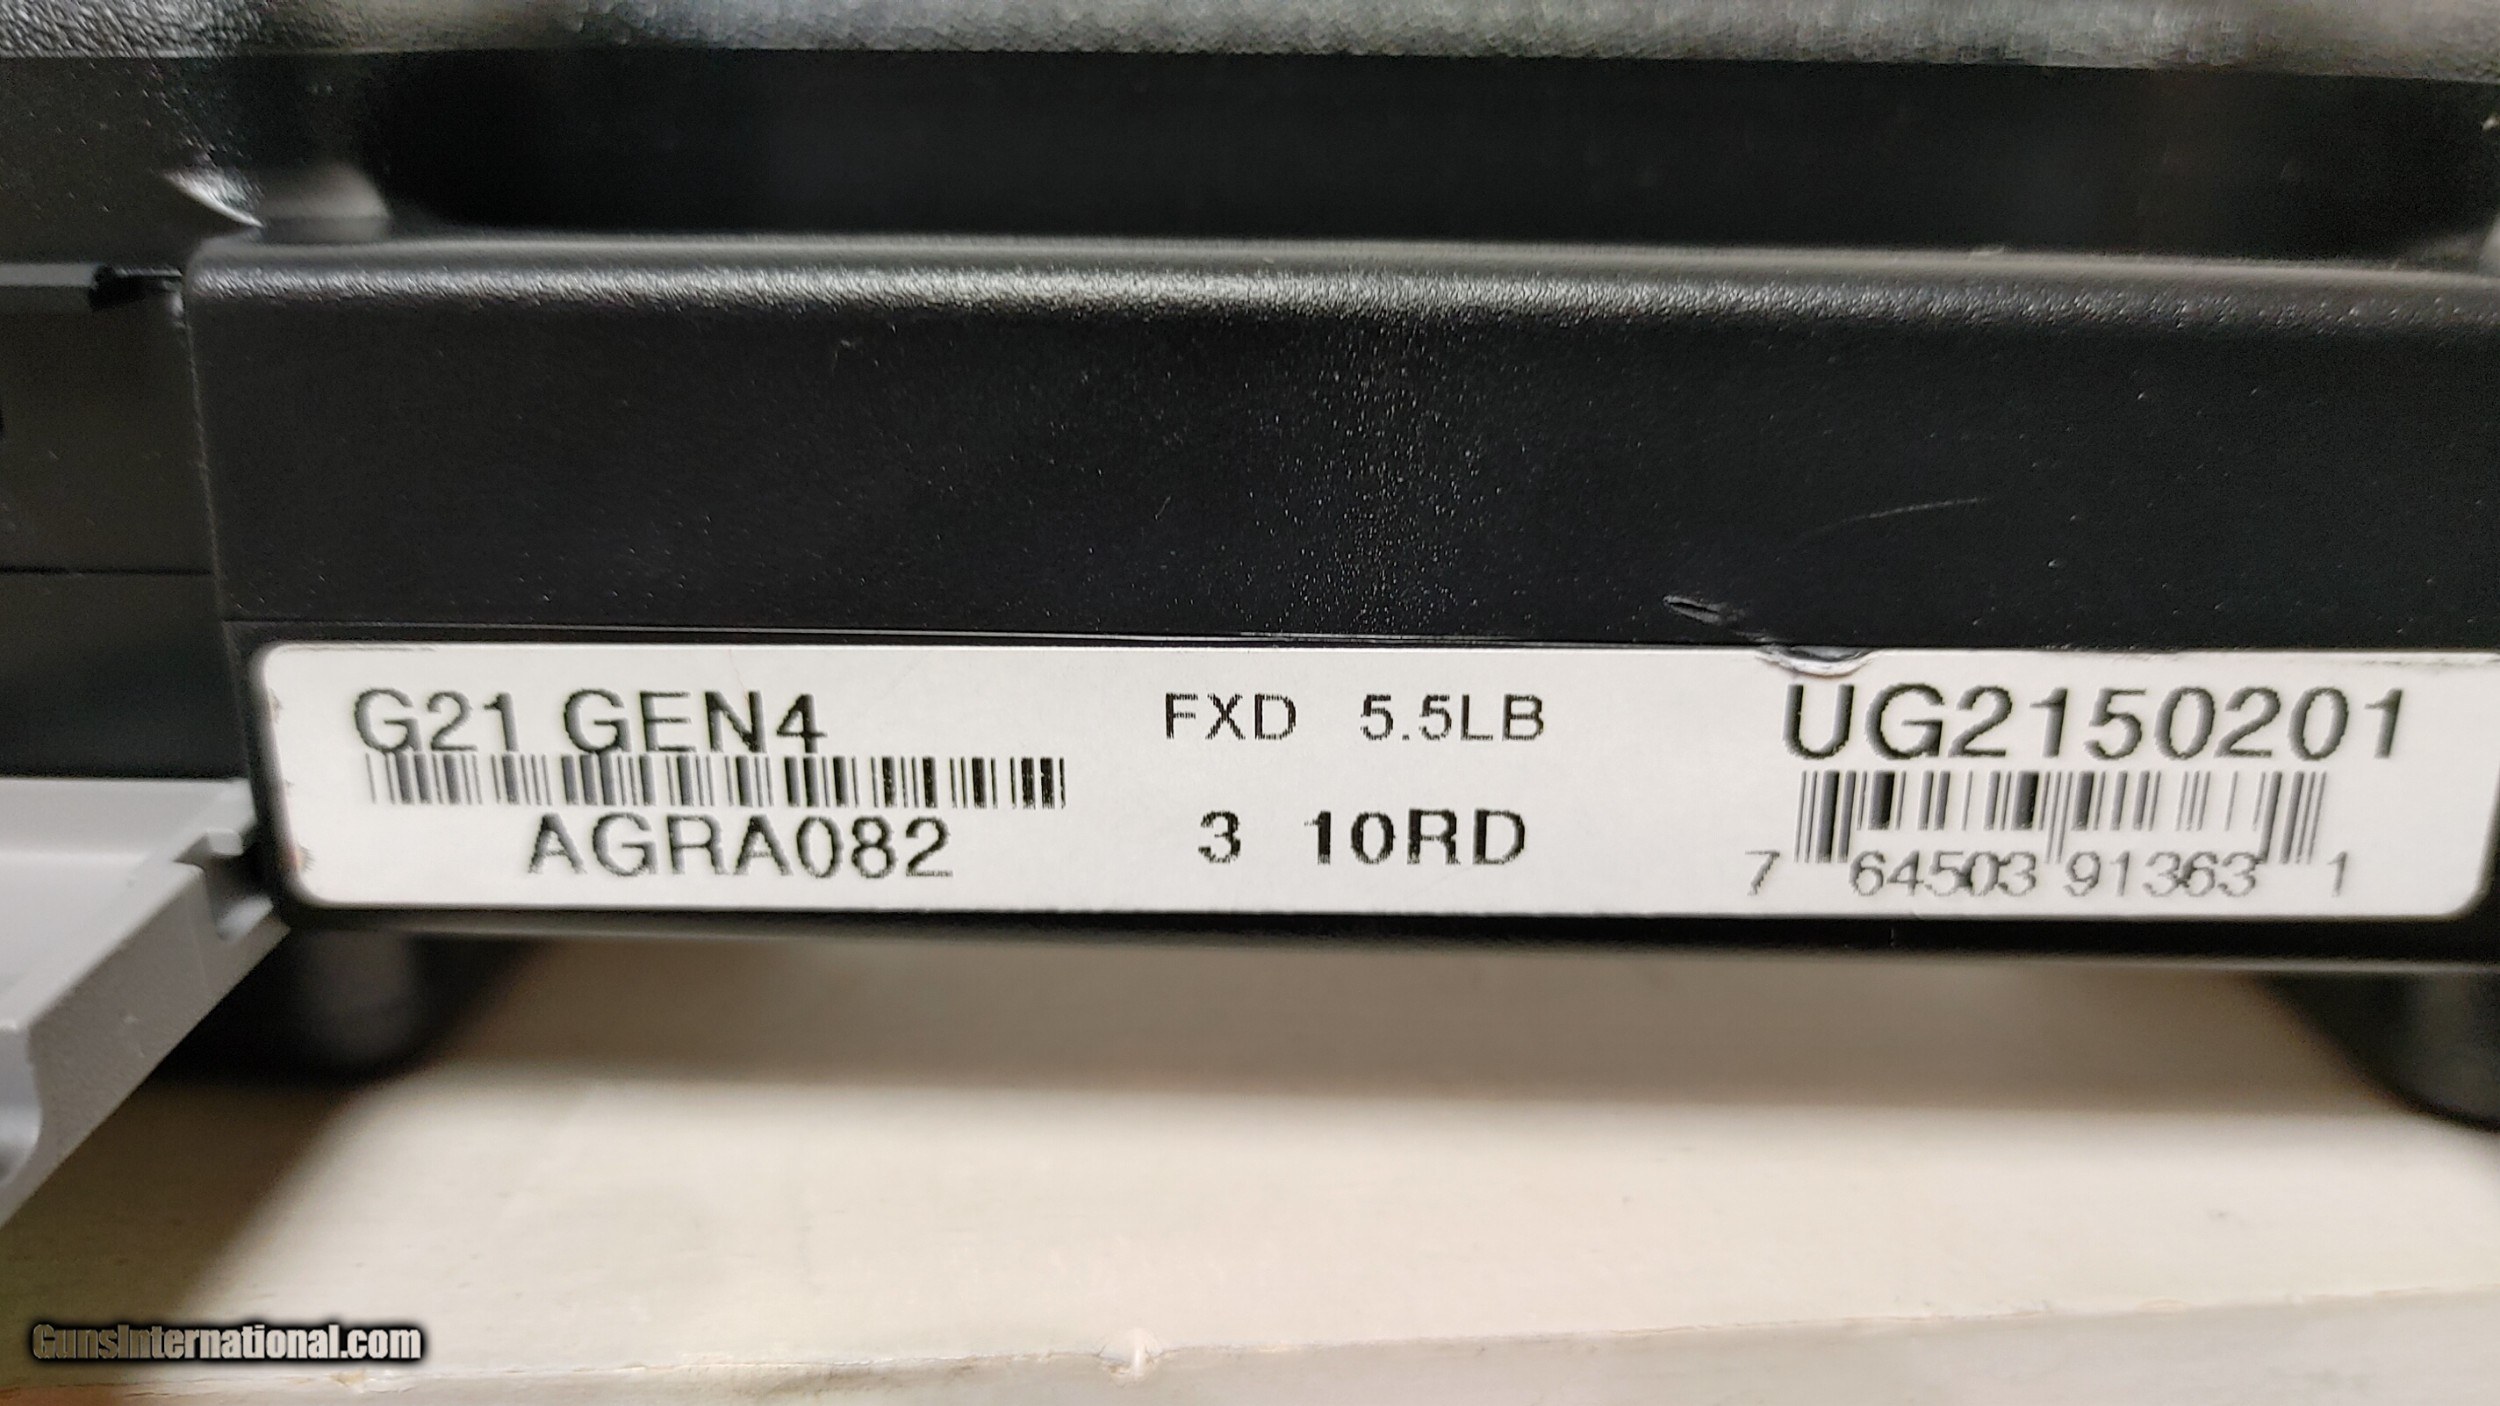 G21 GEN4
AGRA082
FXD 5.5LB
3 10RD
UG2150201
7 64503 91363 1
GunsInternational.com